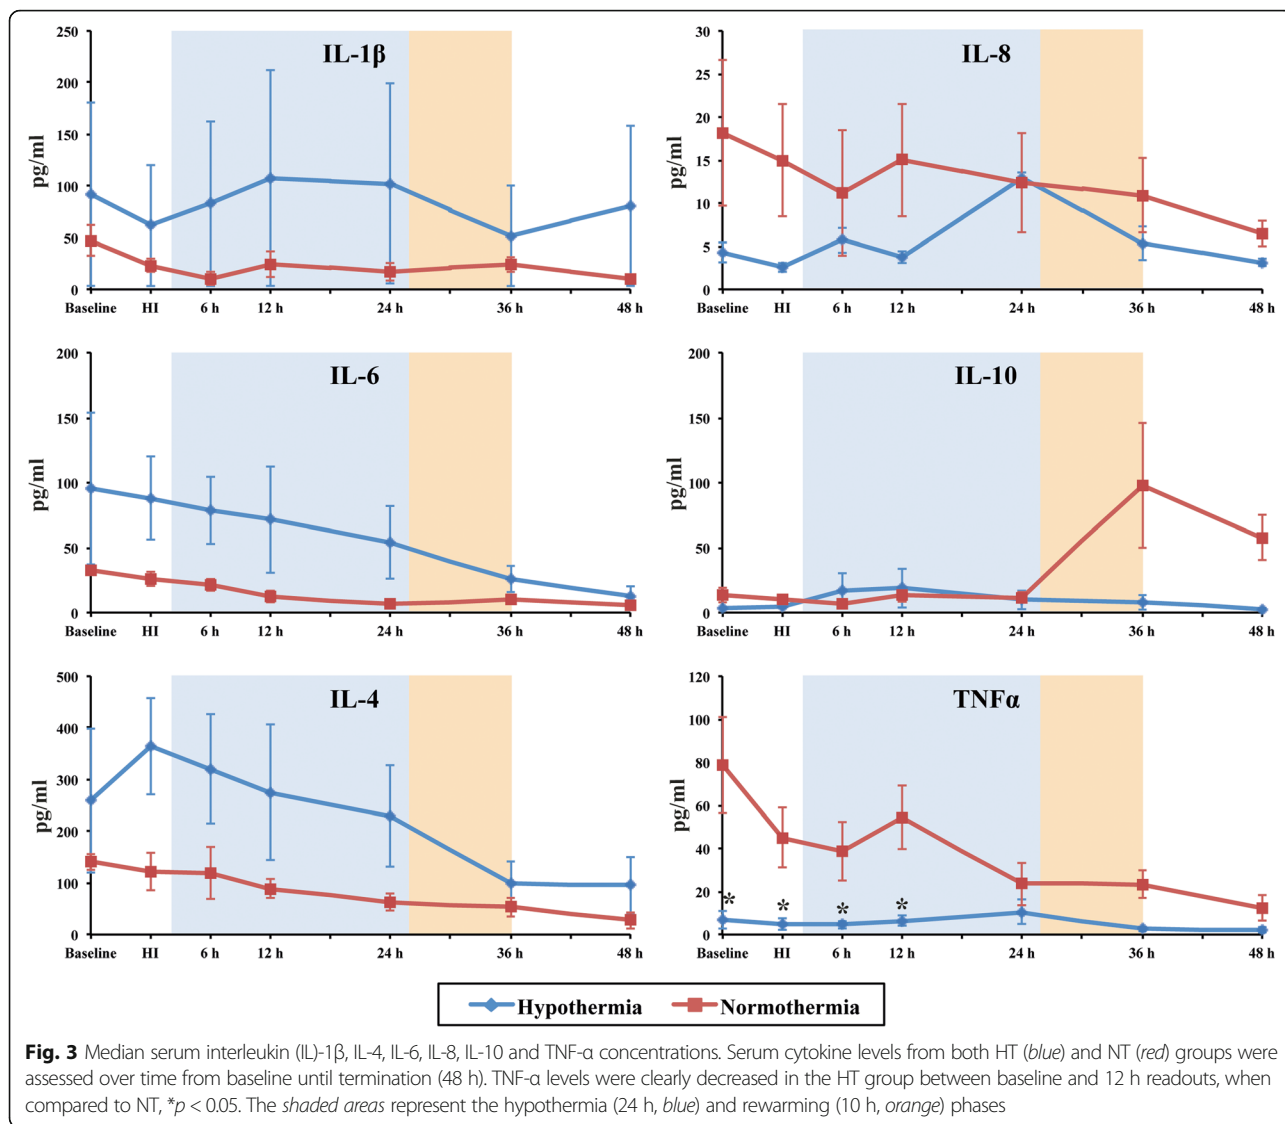 IL-1β
pg/ml
250
200
150
100
50
0
Baseline HI 6 h 12 h 24 h 36 h 48 h
IL-8
pg/ml
30
25
20
15
10
5
0
Baseline HI 6 h 12 h 24 h 36 h 48 h
IL-6
pg/ml
200
150
100
50
0
Baseline HI 6 h 12 h 24 h 36 h 48 h
IL-10
pg/ml
200
150
100
50
0
Baseline HI 6 h 12 h 24 h 36 h 48 h
IL-4
pg/ml
500
400
300
200
100
0
Baseline HI 6 h 12 h 24 h 36 h 48 h
TNFα
pg/ml
120
100
80
60
40
20
0
* * * *
Baseline HI 6 h 12 h 24 h 36 h 48 h
Hypothermia Normothermia
Fig. 3 Median serum interleukin (IL)-1β, IL-4, IL-6, IL-8, IL-10 and TNF-α concentrations. Serum cytokine levels from both HT (blue) and NT (red) groups were
assessed over time from baseline until termination (48 h). TNF-α levels were clearly decreased in the HT group between baseline and 12 h readouts, when
compared to NT, *p < 0.05. The shaded areas represent the hypothermia (24 h, blue) and rewarming (10 h, orange) phases